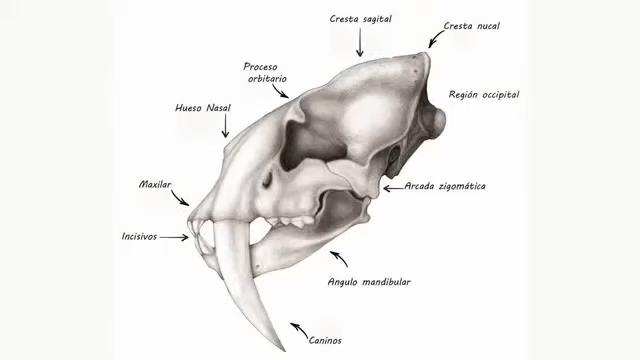 Cresta sagital
Cresta nucal
Proceso
orbitario
Región occipital
Hueso Nasal
Maxilar
Arcada zigomática
Incisivos
Angulo mandibular
Caninos